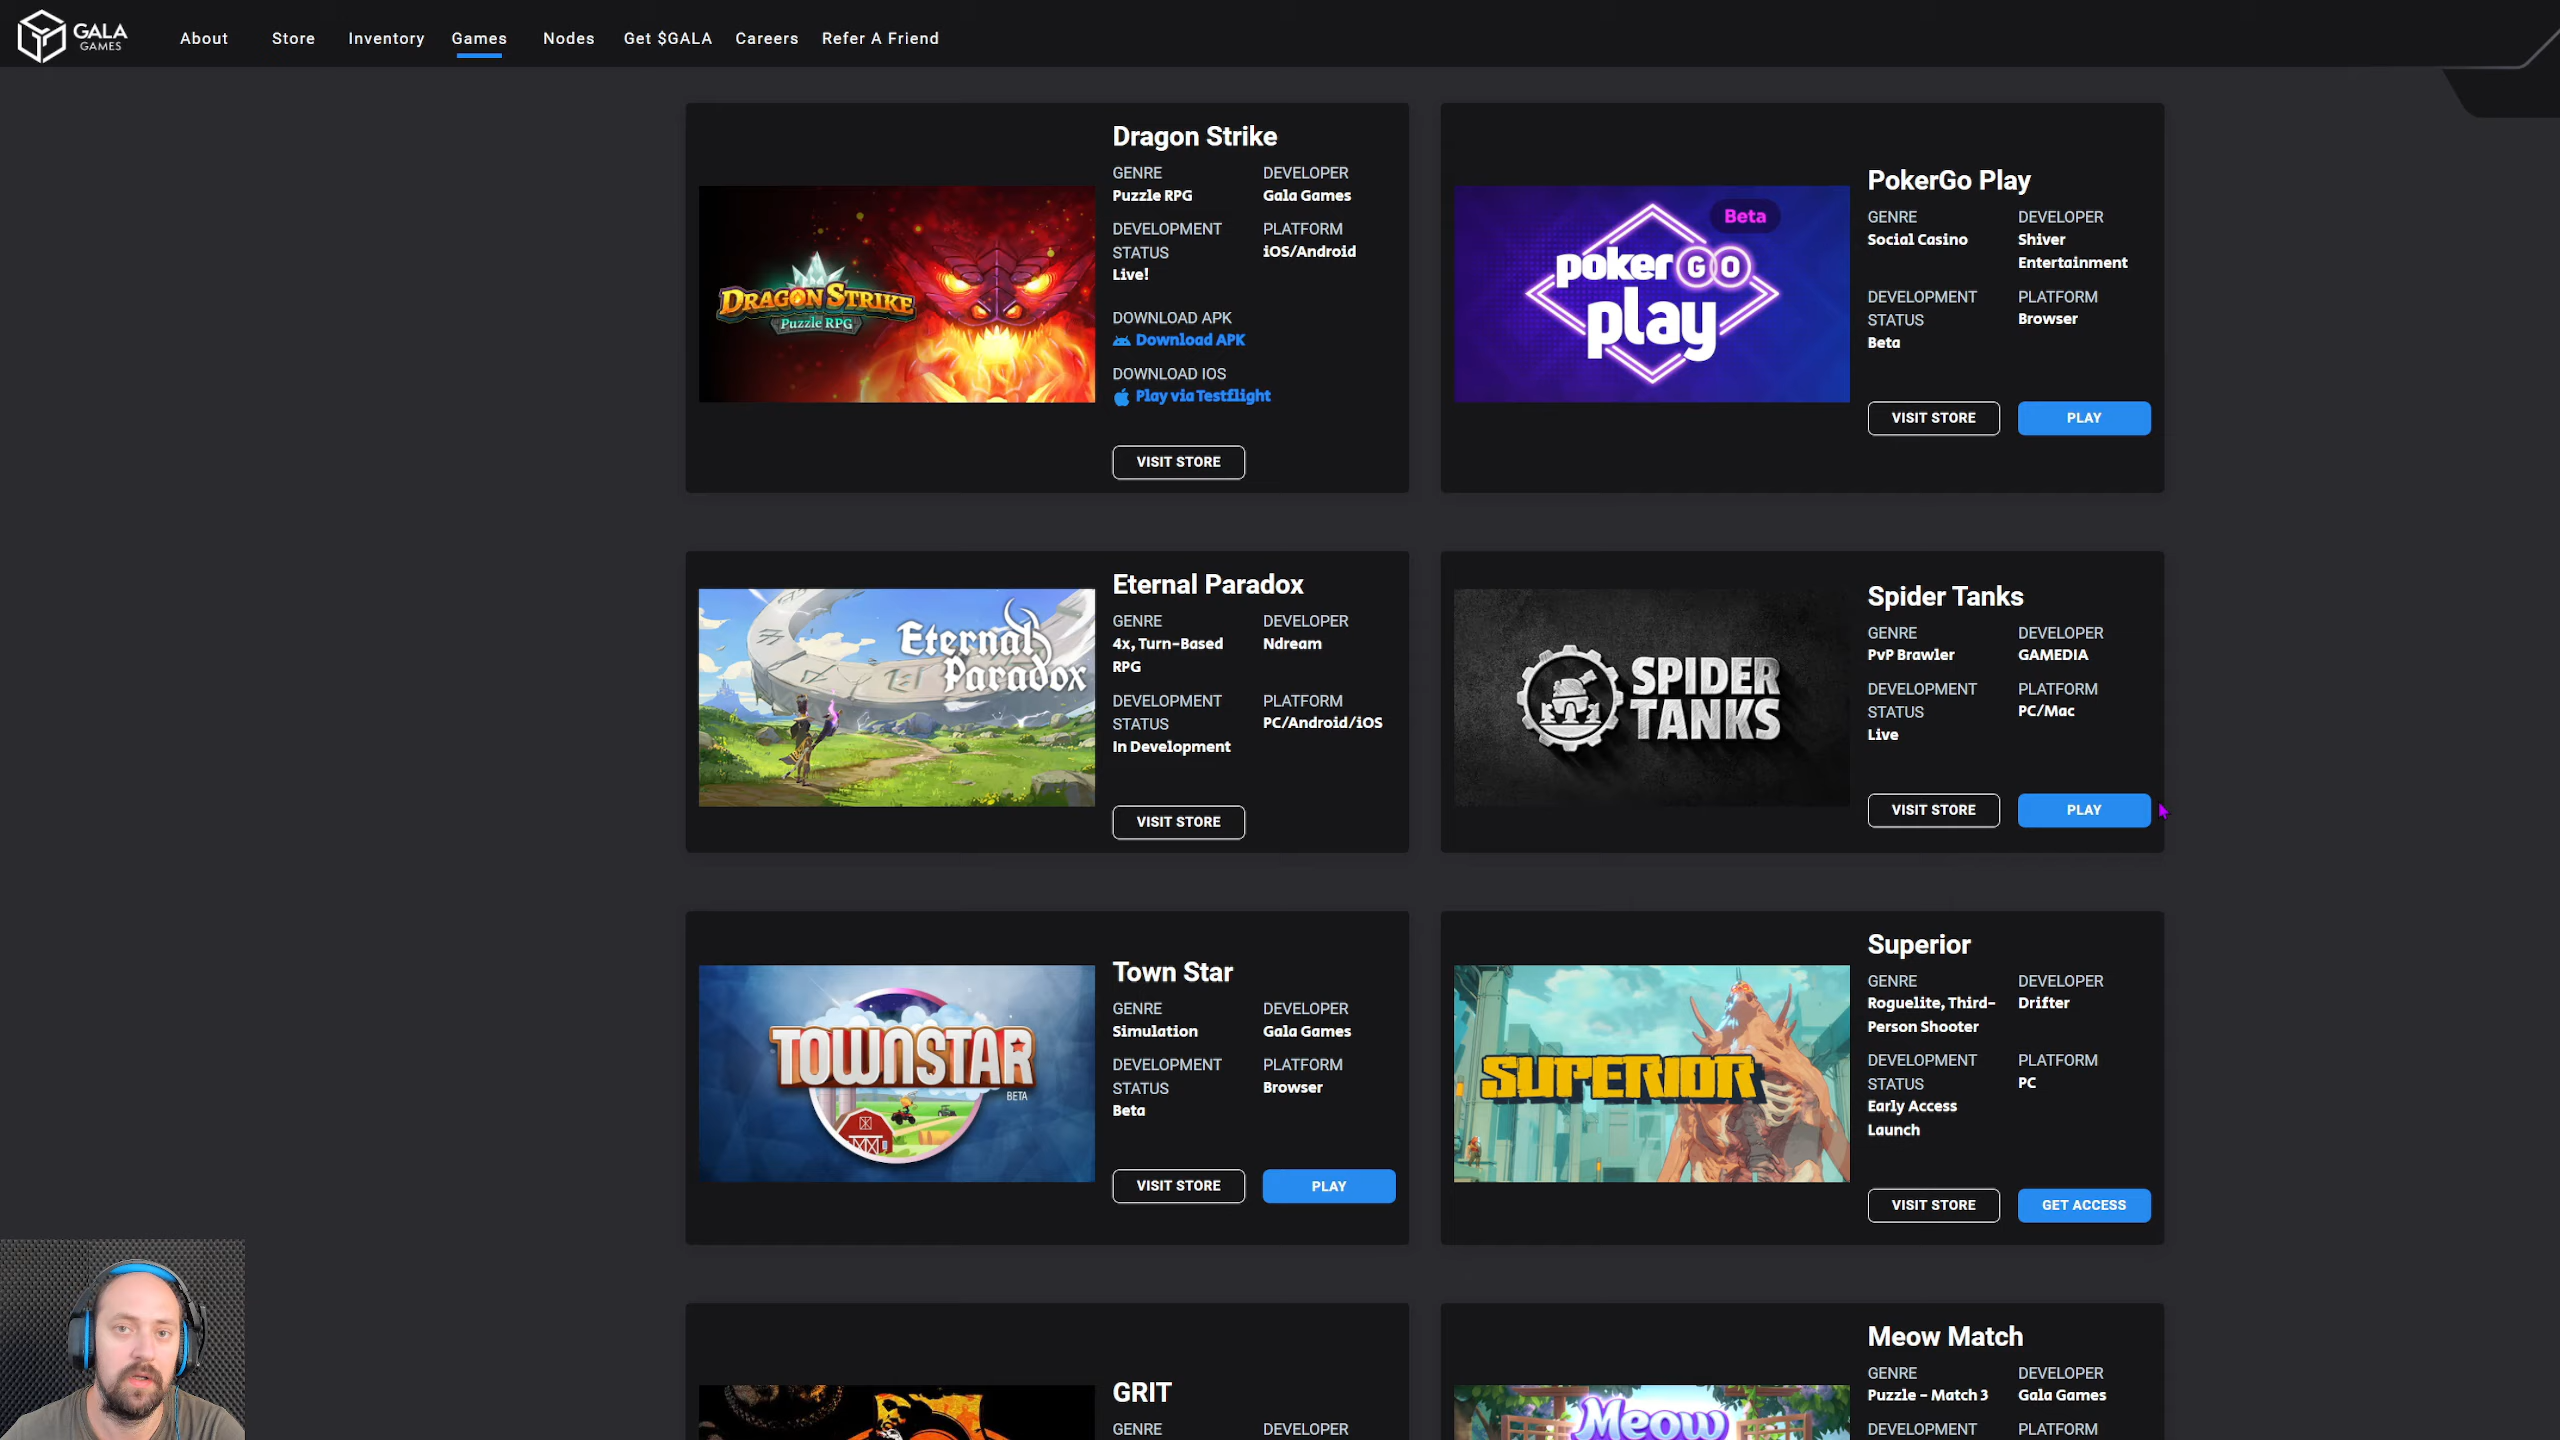 GALA
GAMES
About
Store
Inventory
Games
Nodes
Get $GALA
Careers
Refer A Friend
DRAGON STRIKE
Puzzle RPG
Dragon Strike
GENRE
Puzzle RPG
DEVELOPER
Gala Games
DEVELOPMENT
STATUS
Live!
PLATFORM
iOS/Android
DOWNLOAD APK
Download APK
DOWNLOAD IOS
Play via Testflight
VISIT STORE
Beta
poker GO
play
PokerGo Play
GENRE
Social Casino
DEVELOPER
Shiver
Entertainment
DEVELOPMENT
STATUS
Beta
PLATFORM
Browser
VISIT STORE
PLAY
Eternal
Paradox
Eternal Paradox
GENRE
4x, Turn-Based
RPG
DEVELOPER
Ndream
DEVELOPMENT
STATUS
In Development
PLATFORM
PC/Android/iOS
VISIT STORE
SPIDER
TANKS
Spider Tanks
GENRE
PvP Brawler
DEVELOPER
GAMEDIA
DEVELOPMENT
STATUS
Live
PLATFORM
PC/Mac
VISIT STORE
PLAY
TOWNSTAR
BETA
Town Star
GENRE
Simulation
DEVELOPER
Gala Games
DEVELOPMENT
STATUS
Beta
PLATFORM
Browser
VISIT STORE
PLAY
SUPERIOR
Superior
GENRE
Roguelite, Third-
Person Shooter
DEVELOPER
Drifter
DEVELOPMENT
STATUS
Early Access
Launch
PLATFORM
PC
VISIT STORE
GET ACCESS
GRIT
GENRE
DEVELOPER
Meow
Meow Match
GENRE
Puzzle - Match 3
DEVELOPER
Gala Games
DEVELOPMENT
PLATFORM